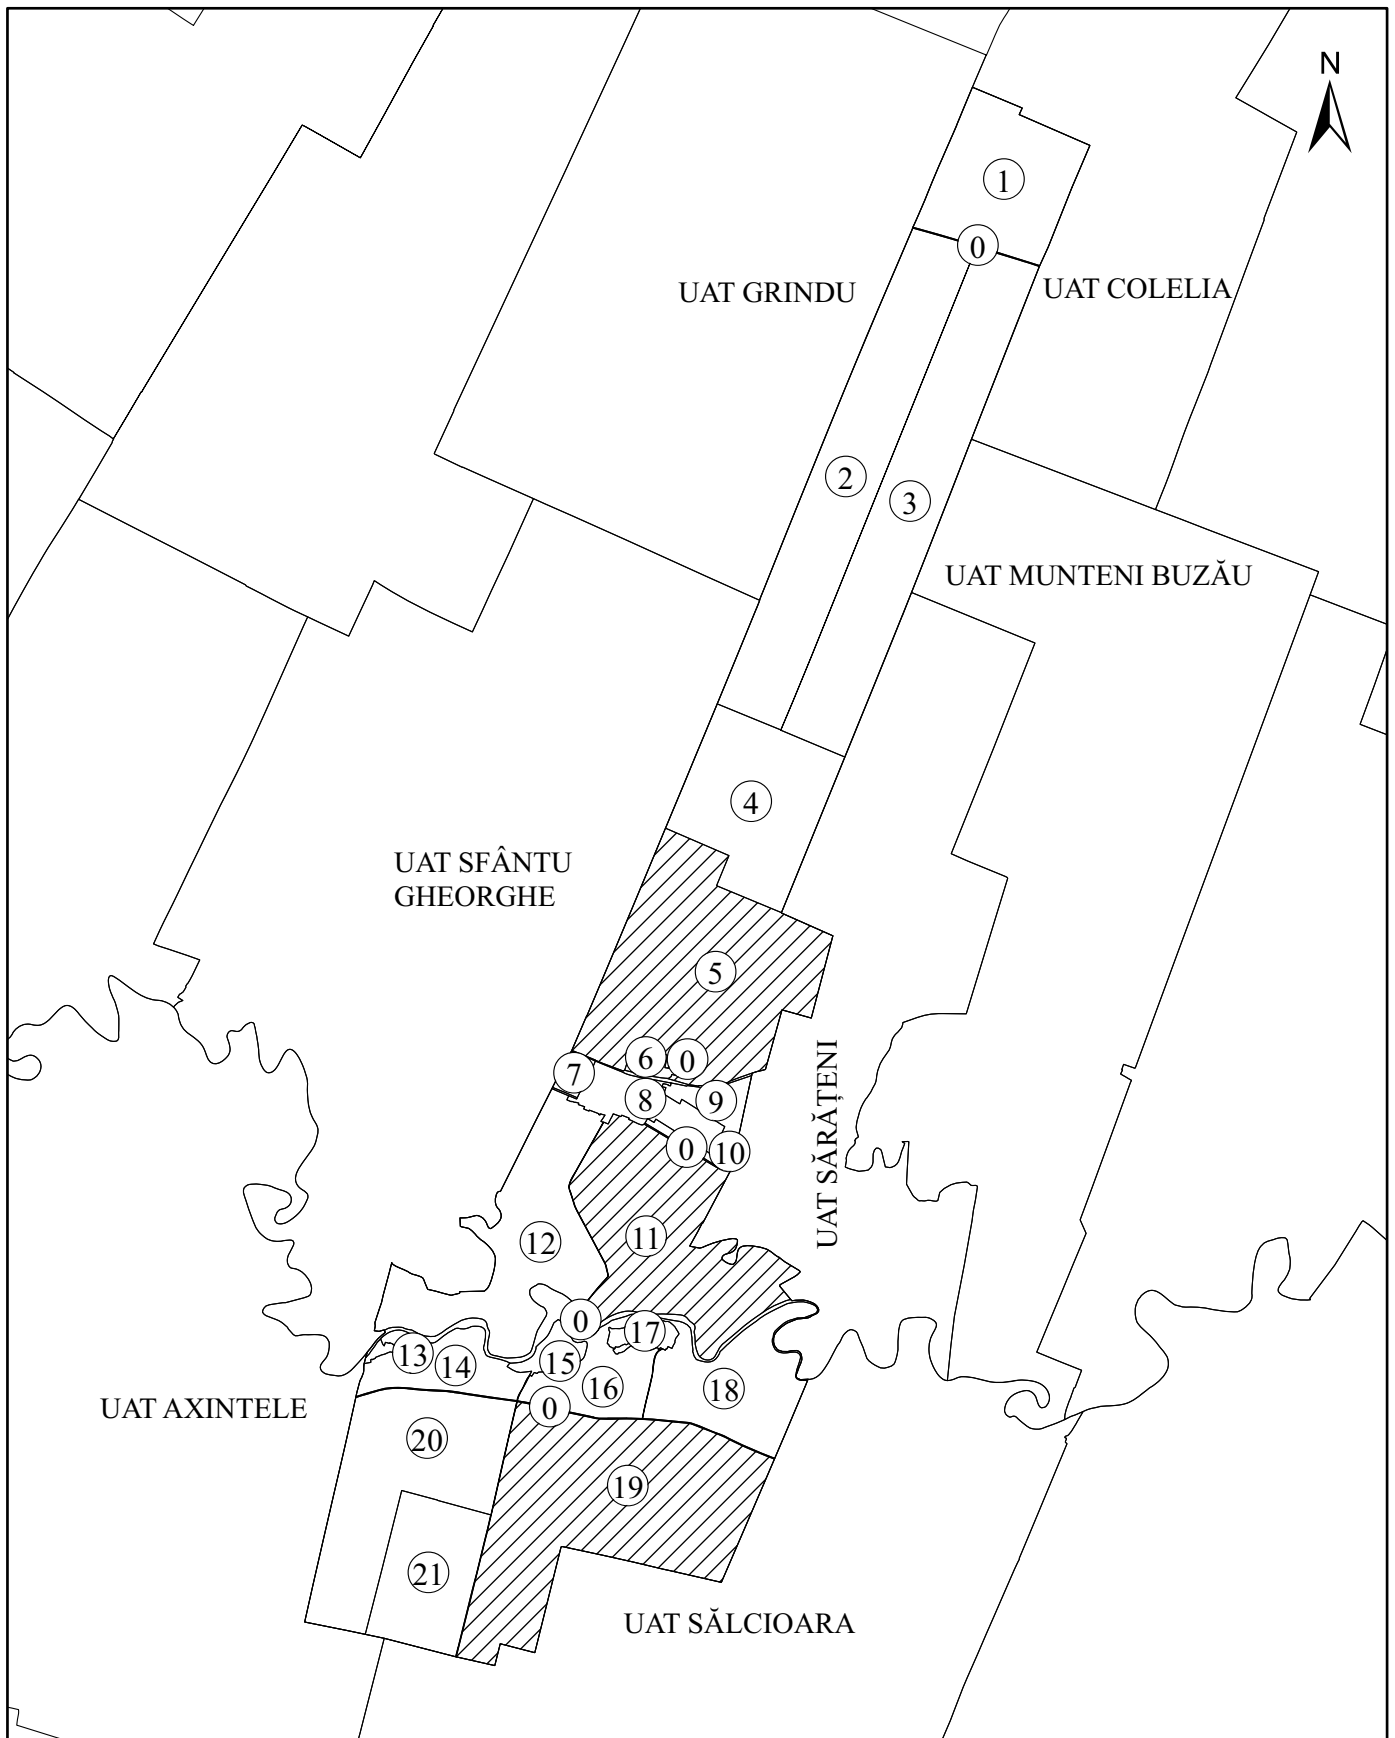 N
1
0
UAT GRINDU
UAT COLELIA
2
3
UAT MUNTENI BUZĂU
4
UAT SFÂNTU
GHEORGHE
5
6
0
7
8
9
0
10
UAT SĂRĂȚENI
11
12
0
17
13
14
15
16
18
0
UAT AXINTELE
20
19
21
UAT SĂLCIOARA